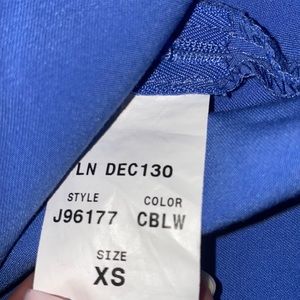 LN DEC130
STYLE COLOR
J96177 CBLW
SIZE
XS